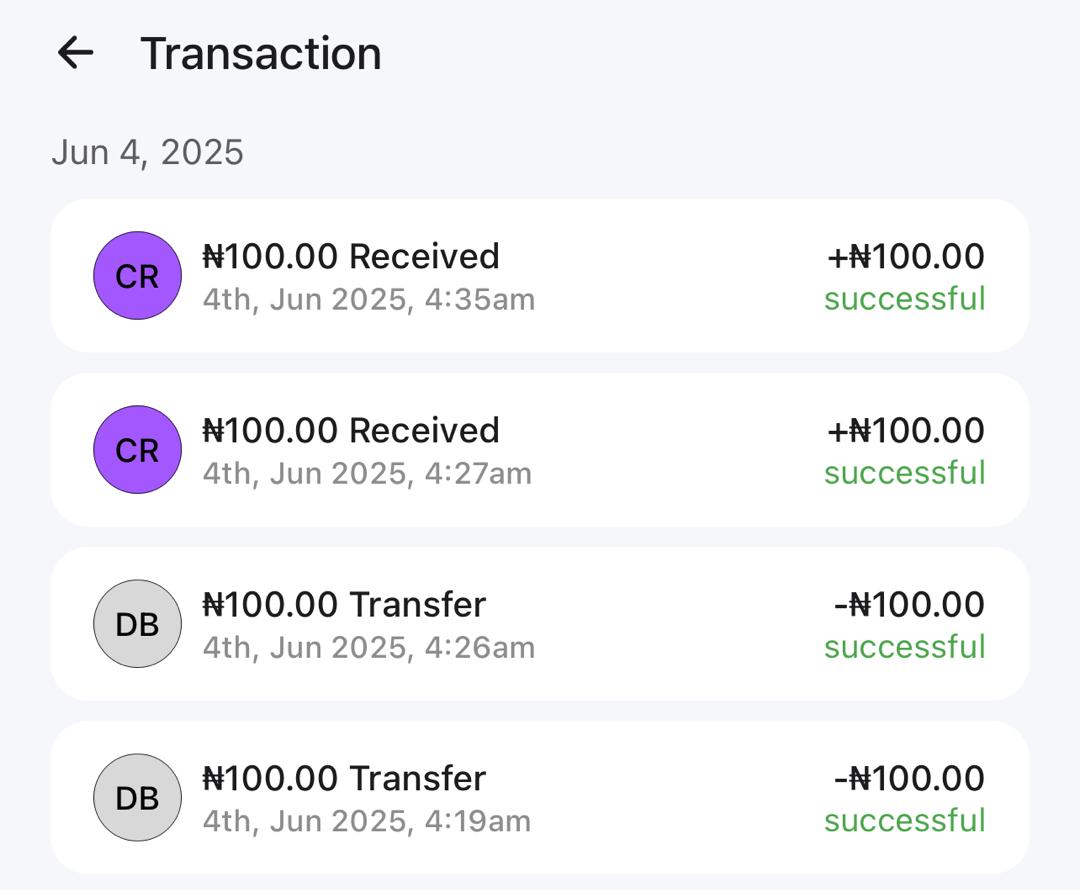 Transaction
Jun 4, 2025
CR
₦100.00 Received
+₦100.00
4th, Jun 2025, 4:35am
successful
CR
₦100.00 Received
+₦100.00
4th, Jun 2025, 4:27am
successful
DB
₦100.00 Transfer
-₦100.00
4th, Jun 2025, 4:26am
successful
DB
₦100.00 Transfer
-₦100.00
4th, Jun 2025, 4:19am
successful